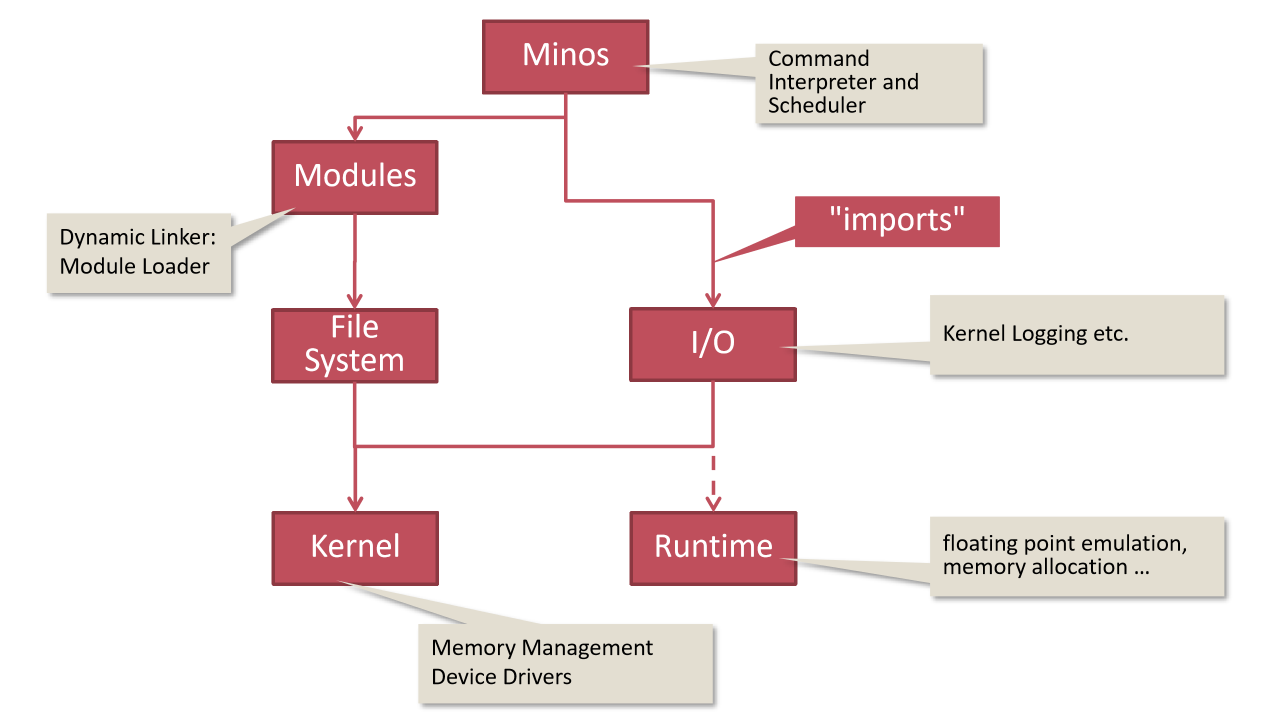 Minos
Command
Interpreter and
Scheduler
Modules
"imports"
Dynamic Linker:
Module Loader
File
System
I/O
Kernel Logging etc.
Kernel
Runtime
floating point emulation,
memory allocation ...
Memory Management
Device Drivers